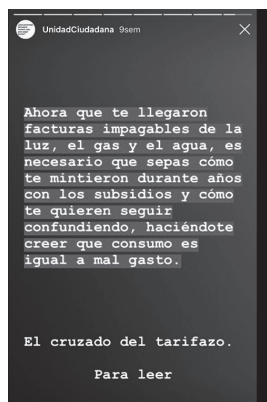 UnidadCiudadana 9sem
Ahora que te llegaron
facturas impagables de la
luz, el gas y el agua, es
necesario que sepas cómo
te mintieron durante años
con los subsidios y cómo
te quieren seguir
confundiendo, haciéndote
creer que consumo es
igual a mal gasto.
El cruzado del tarifazo.
Para leer